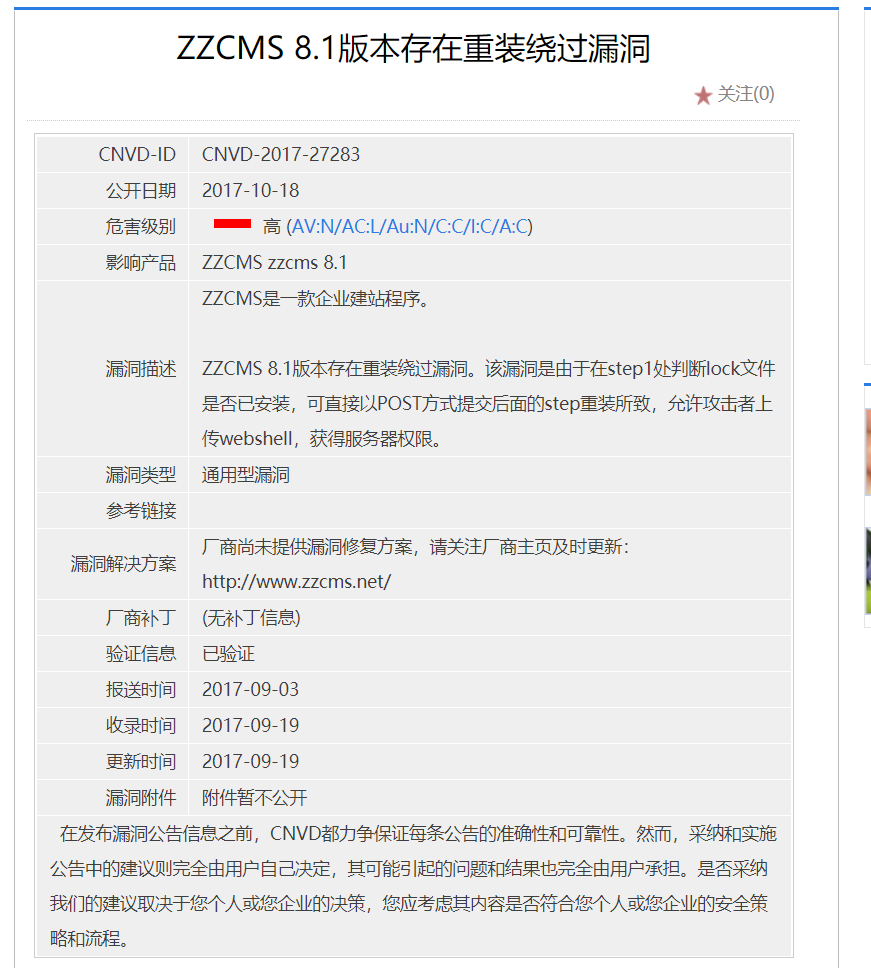 ZZCMS 8.1版本存在重装绕过漏洞
关注(0)
CNVD-ID CNVD-2017-27283
公开日期 2017-10-18
危害级别 高 (AV:N/AC:L/Au:N/C:C/I:C/A:C)
影响产品 ZZCMS zzcms 8.1
ZZCMS是一款企业建站程序。
漏洞描述 ZZCMS 8.1版本存在重装绕过漏洞。该漏洞是由于在step1处判断lock文件
是否已安装，可直接以POST方式提交后面的step重装所致，允许攻击者上
传webshell，获得服务器权限。
漏洞类型 通用型漏洞
参考链接
厂商尚未提供漏洞修复方案，请关注厂商主页及时更新：
漏洞解决方案
http://www.zzcms.net/
厂商补丁 (无补丁信息)
验证信息 已验证
报送时间 2017-09-03
收录时间 2017-09-19
更新时间 2017-09-19
漏洞附件 附件暂不公开
在发布漏洞公告信息之前，CNVD都力争保证每条公告的准确性和可靠性。然而，采纳和实施
公告中的建议则完全由用户自己决定，其可能引起的问题和结果也完全由用户承担。是否采纳
我们的建议取决于您个人或您企业的决策，您应考虑其内容是否符合您个人或您企业的安全策
略和流程。